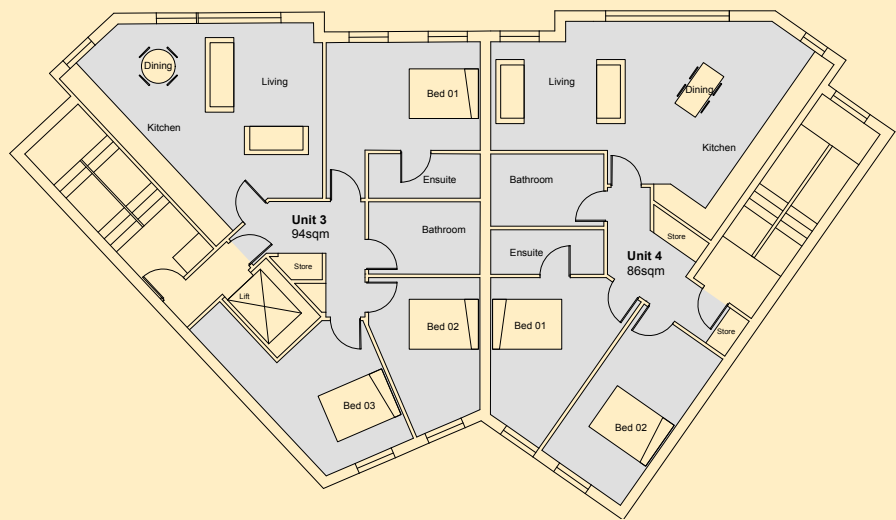 Dining
Living
Kitchen
Bed 01
Ensuite
Bathroom
Unit 3
94sqm
Store
Lift
Bed 02
Bed 03
Living
Dining
Kitchen
Bathroom
Ensuite
Store
Unit 4
86sqm
Bed 01
Store
Bed 02